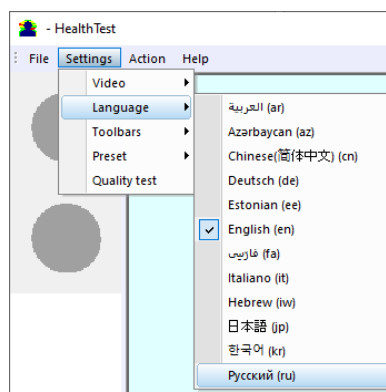 - HealthTest
File Settings Action Help
Video
Language
Toolbars
Preset
Quality test
العربية (ar)
Azərbaycan (az)
Chinese(简体中文) (cn)
Deutsch (de)
Estonian (ee)
English (en)
فارسی (fa)
Italiano (it)
Hebrew (iw)
日本語 (jp)
한국어 (kr)
Русский (ru)